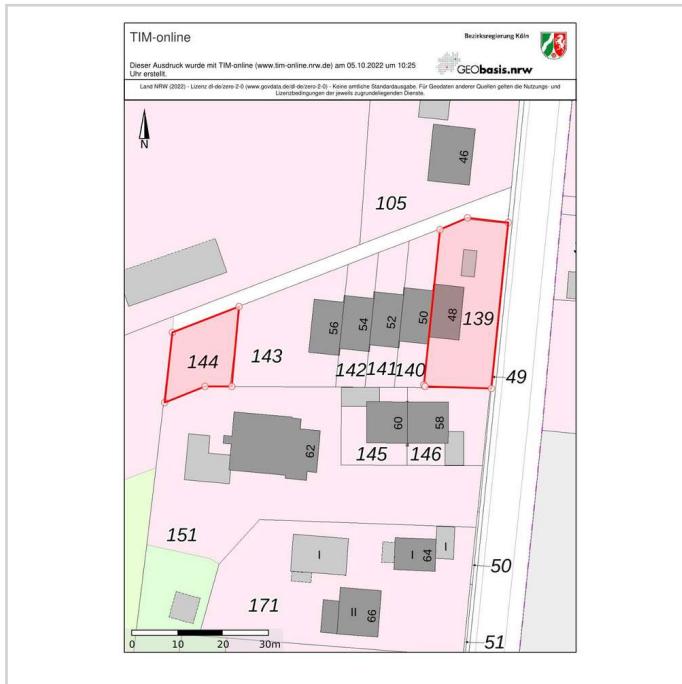 TIM-online
Bezirksregierung Köln
GEObasis.nrw
Dieser Ausdruck wurde mit TIM-online (www.tim-online.nrw.de) am 05.10.2022 um 10:25
Uhr erstellt.
Land NRW (2022) - Lizenz dl-de/zero-2-0 (www.govdata.de/dl-de/zero-2-0) - Keine amtliche Standardausgabe. Für Geodaten anderer Quellen gelten die Nutzungs- und
Lizenzbedingungen der jeweils zugrundeliegenden Dienste.
N
46
105
56
54
52
50
48
139
144
143
142
141
140
49
60
58
62
145
146
151
I
64
I
I
50
171
II
66
51
0
10
20
30m